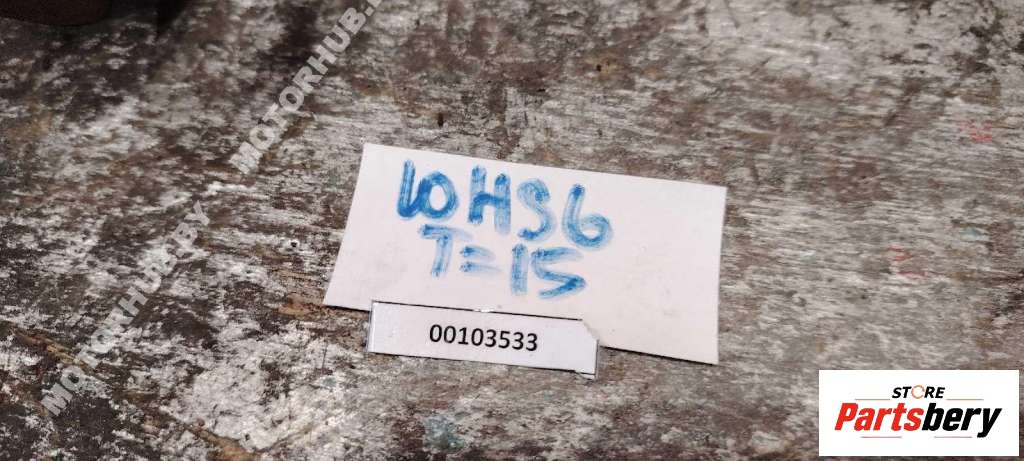 MOTORHUB.BY
MOTORHUB.BY
10HS6
T=15
00103533
STORE
Partsbery